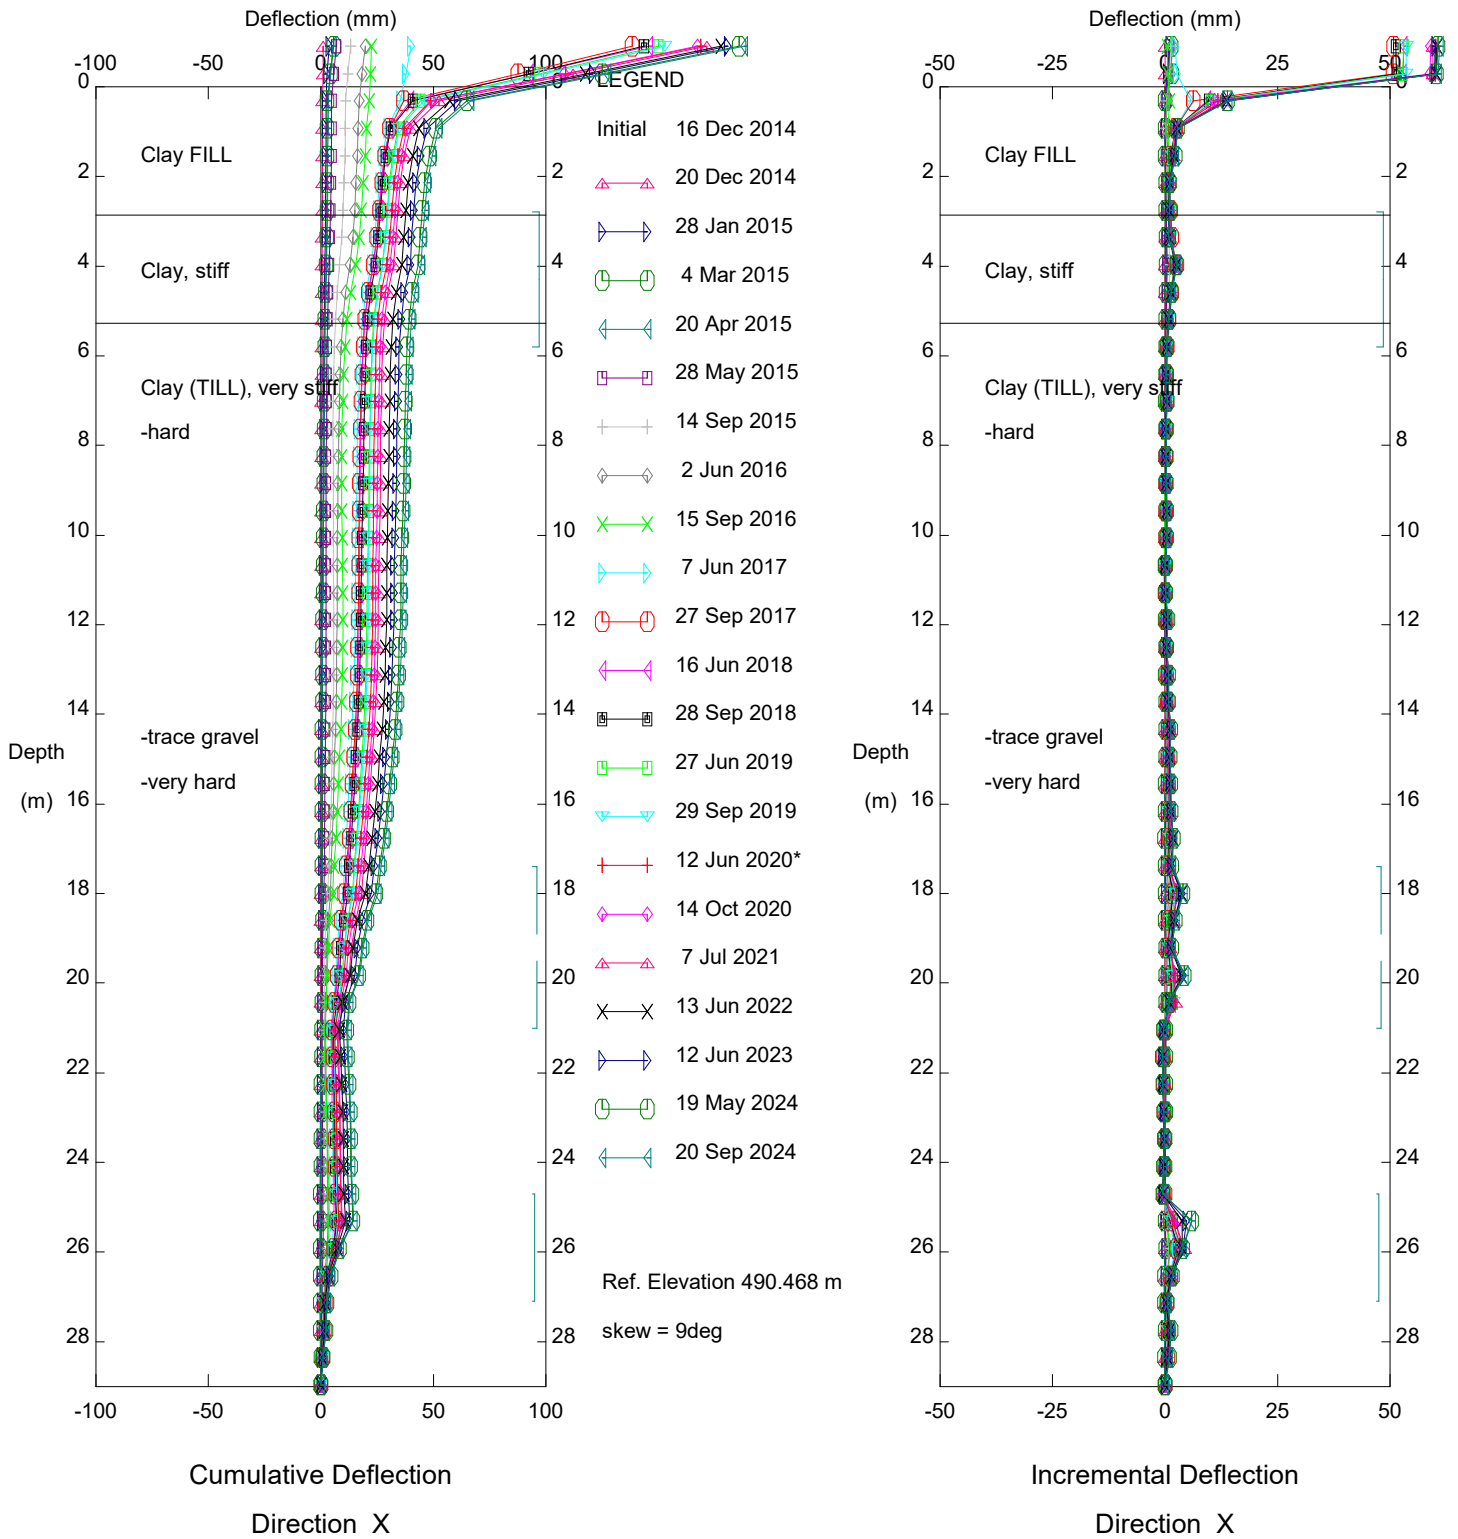 Deflection (mm)
-100 -50 0 50 100
0 0
2 2
4 4
6 6
8 8
10 10
12 12
14 14
Depth
(m)
16 16
18 18
20 20
22 22
24 24
26 26
28 28
-100 -50 0 50 100
Clay FILL
Clay, stiff
Clay (TILL), very stiff
-hard
-trace gravel
-very hard
Cumulative Deflection
Direction X
LEGEND
Initial 16 Dec 2014
20 Dec 2014
28 Jan 2015
4 Mar 2015
20 Apr 2015
28 May 2015
14 Sep 2015
2 Jun 2016
15 Sep 2016
7 Jun 2017
27 Sep 2017
16 Jun 2018
28 Sep 2018
27 Jun 2019
29 Sep 2019
12 Jun 2020*
14 Oct 2020
7 Jul 2021
13 Jun 2022
12 Jun 2023
19 May 2024
20 Sep 2024
Ref. Elevation 490.468 m
skew = 9deg
Deflection (mm)
-50 -25 0 25 50
0 0
2 2
4 4
6 6
8 8
10 10
12 12
14 14
Depth
(m)
16 16
18 18
20 20
22 22
24 24
26 26
28 28
-50 -25 0 25 50
Clay FILL
Clay, stiff
Clay (TILL), very stiff
-hard
-trace gravel
-very hard
Incremental Deflection
Direction X